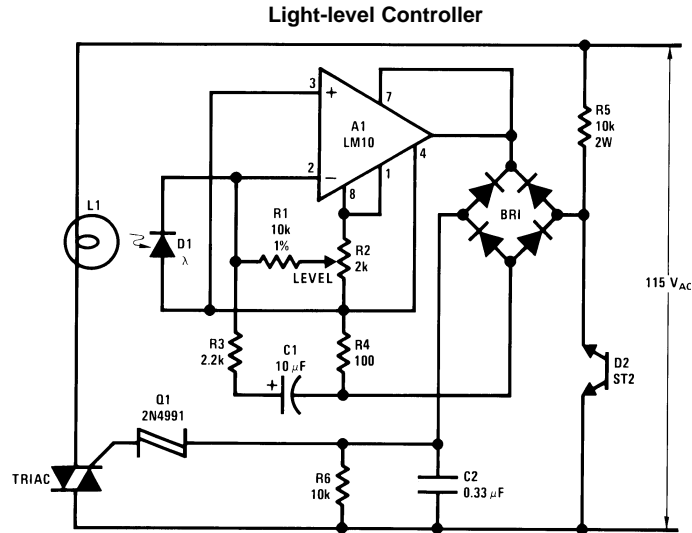 Light-level Controller
3
+
7
A1
LM10
4
2
−
1
8
R5
10k
2W
L1
D1
λ
R1
10k
1%
R2
2k
LEVEL
BRI
115 VAC
R3
2.2k
C1
10 μF
+
R4
100
D2
ST2
Q1
2N4991
TRIAC
R6
10k
C2
0.33 μF